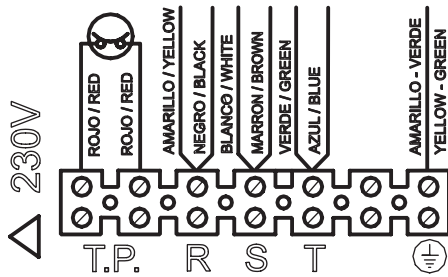 ROJO / RED
ROJO / RED
AMARILLO / YELLOW
NEGRO / BLACK
BLANCO / WHITE
MARRON / BROWN
VERDE / GREEN
AZUL / BLUE
AMARILLO - VERDE
YELLOW - GREEN
△ 230V
T.P. R S T